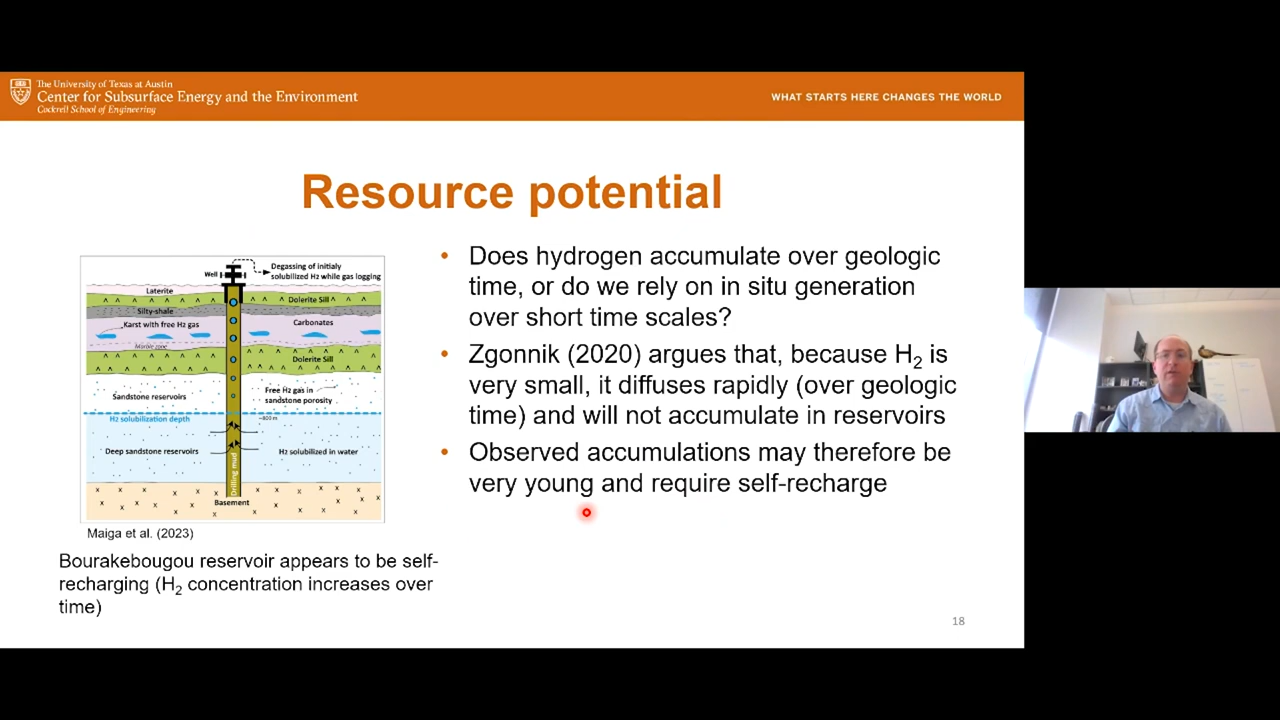 The University of Texas at Austin
Center for Subsurface Energy and the Environment
Cockrell School of Engineering
WHAT STARTS HERE CHANGES THE WORLD
Resource potential
Well
Degassing of initialy
solubilized H2 while gas logging
Laterite
Dolerite Sill
Silty-shale
Karst with free H2 gas
Carbonates
Marble zone
Dolerite Sill
Sandstone reservoirs
Free H2 gas in
sandstone porosity
H2 solubilization depth
~800 m
Deep sandstone reservoirs
H2 solubilized in water
Drilling mud
Basement
Maiga et al. (2023)
Bourakebougou reservoir appears to be self-
recharging (H2 concentration increases over
time)
• Does hydrogen accumulate over geologic
time, or do we rely on in situ generation
over short time scales?
• Zgonnik (2020) argues that, because H2 is
very small, it diffuses rapidly (over geologic
time) and will not accumulate in reservoirs
• Observed accumulations may therefore be
very young and require self-recharge
18